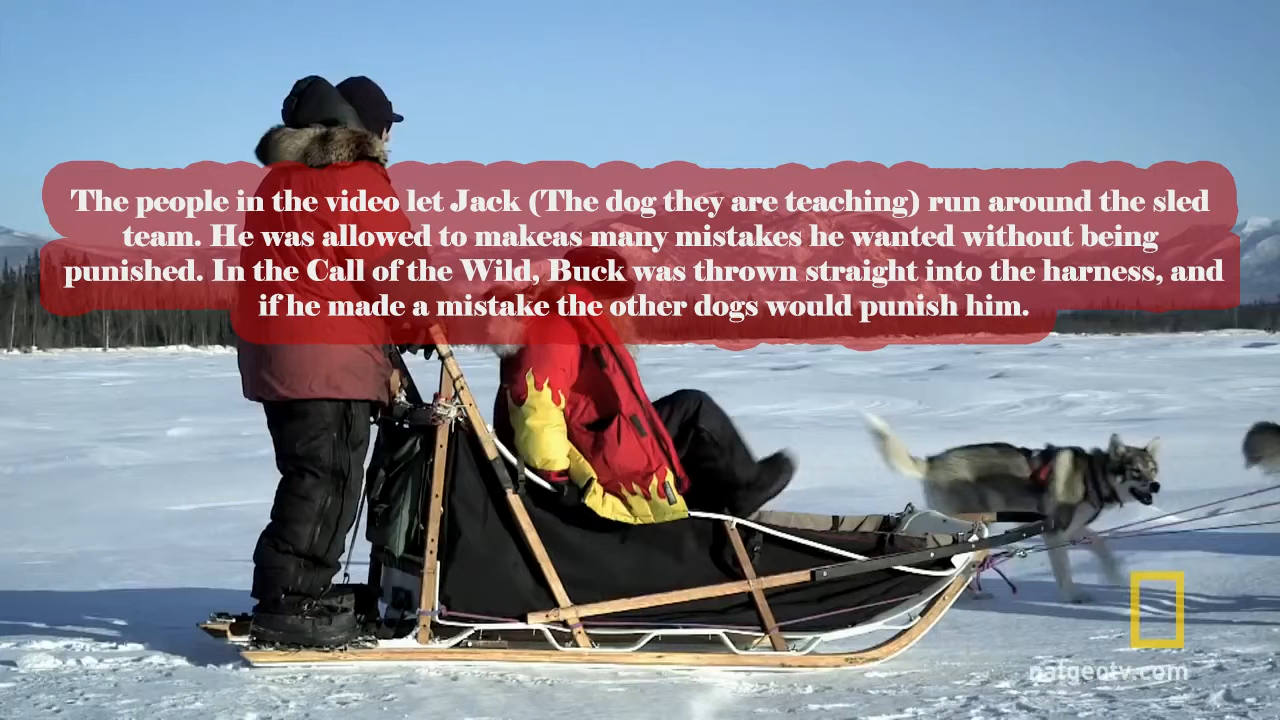 The people in the video let Jack (The dog they are teaching) run around the sled
team. He was allowed to makeas many mistakes he wanted without being
punished. In the Call of the Wild, Buck was thrown straight into the harness, and
if he made a mistake the other dogs would punish him.
natgeotv.com